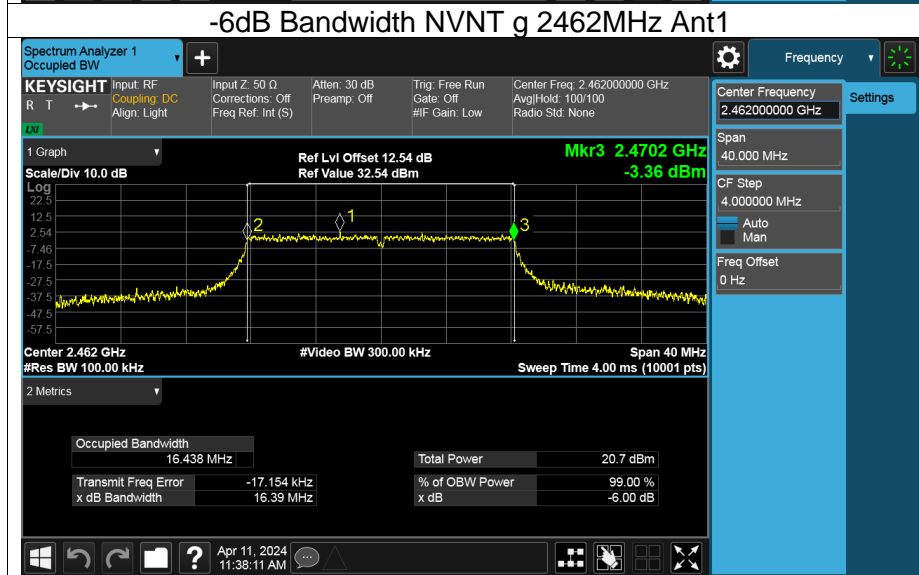 -6dB Bandwidth NVNT g 2462MHz Ant1
Spectrum Analyzer 1
Occupied BW
+
Frequency
KEYSIGHT
R T
LXI
Input: RF
Coupling: DC
Align: Light
Input Z: 50 Ω
Corrections: Off
Freq Ref: Int (S)
Atten: 30 dB
Preamp: Off
Trig: Free Run
Gate: Off
#IF Gain: Low
Center Freq: 2.462000000 GHz
Avg|Hold: 100/100
Radio Std: None
Center Frequency
2.462000000 GHz
Settings
Span
40.000 MHz
CF Step
4.000000 MHz
Auto
Man
Freq Offset
0 Hz
1 Graph
Scale/Div 10.0 dB
Ref Lvl Offset 12.54 dB
Ref Value 32.54 dBm
Mkr3 2.4702 GHz
-3.36 dBm
Log
22.5
12.5
2.54
-7.46
-17.5
-27.5
-37.5
-47.5
-57.5
2
1
3
Center 2.462 GHz
#Res BW 100.00 kHz
#Video BW 300.00 kHz
Span 40 MHz
Sweep Time 4.00 ms (10001 pts)
2 Metrics
Occupied Bandwidth
16.438 MHz
Transmit Freq Error -17.154 kHz
x dB Bandwidth 16.39 MHz
Total Power 20.7 dBm
% of OBW Power 99.00 %
x dB -6.00 dB
?
Apr 11, 2024
11:38:11 AM